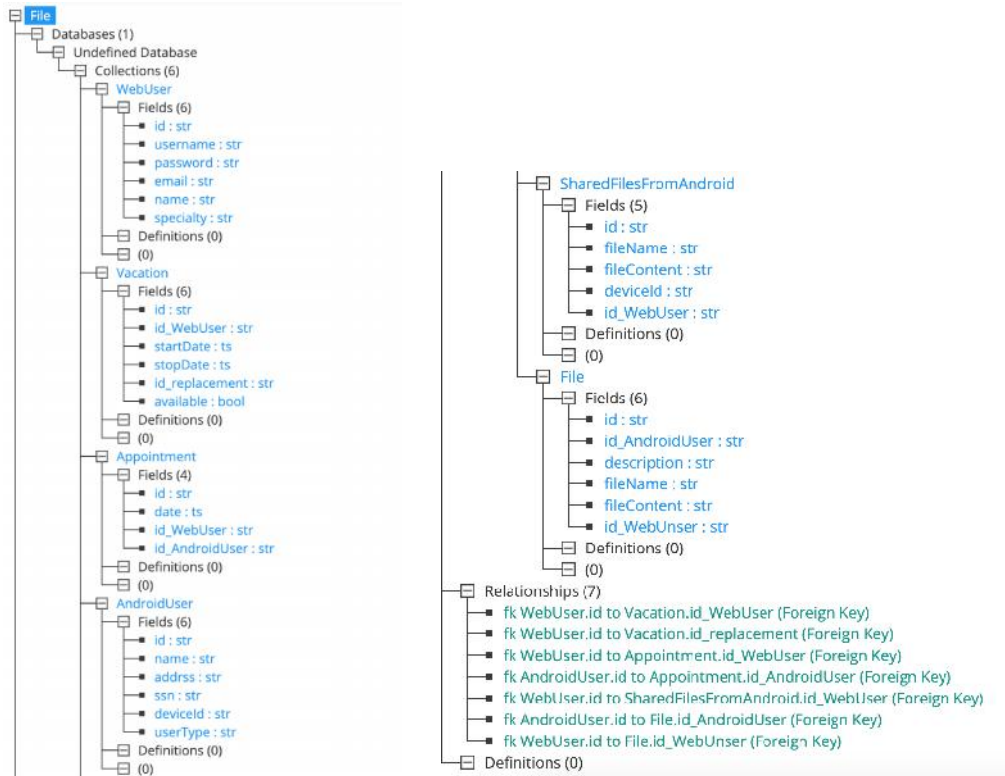 File
Databases (1)
Undefined Database
Collections (6)
WebUser
Fields (6)
id : str
username : str
password : str
email : str
name : str
specialty : str
Definitions (0)
(0)
Vacation
Fields (6)
id : str
id_WebUser : str
startDate : ts
stopDate : ts
id_replacement : str
available : bool
Definitions (0)
(0)
Appointment
Fields (4)
id : str
date : ts
id_WebUser : str
id_AndroidUser : str
Definitions (0)
(0)
AndroidUser
Fields (6)
id : str
name : str
addrss : str
ssn : str
deviceId : str
userType : str
Definitions (0)
(0)
SharedFilesFromAndroid
Fields (5)
id : str
fileName : str
fileContent : str
deviceId : str
id_WebUser : str
Definitions (0)
(0)
File
Fields (6)
id : str
id_AndroidUser : str
description : str
fileName : str
fileContent : str
id_WebUnser : str
Definitions (0)
(0)
Relationships (7)
fk WebUser.id to Vacation.id_WebUser (Foreign Key)
fk WebUser.id to Vacation.id_replacement (Foreign Key)
fk WebUser.id to Appointment.id_WebUser (Foreign Key)
fk AndroidUser.id to Appointment.id_AndroidUser (Foreign Key)
fk WebUser.id to SharedFilesFromAndroid.id_WebUser (Foreign Key)
fk AndroidUser.id to File.id_AndroidUser (Foreign Key)
fk WebUser.id to File.id_WebUnser (Foreign Key)
Definitions (0)